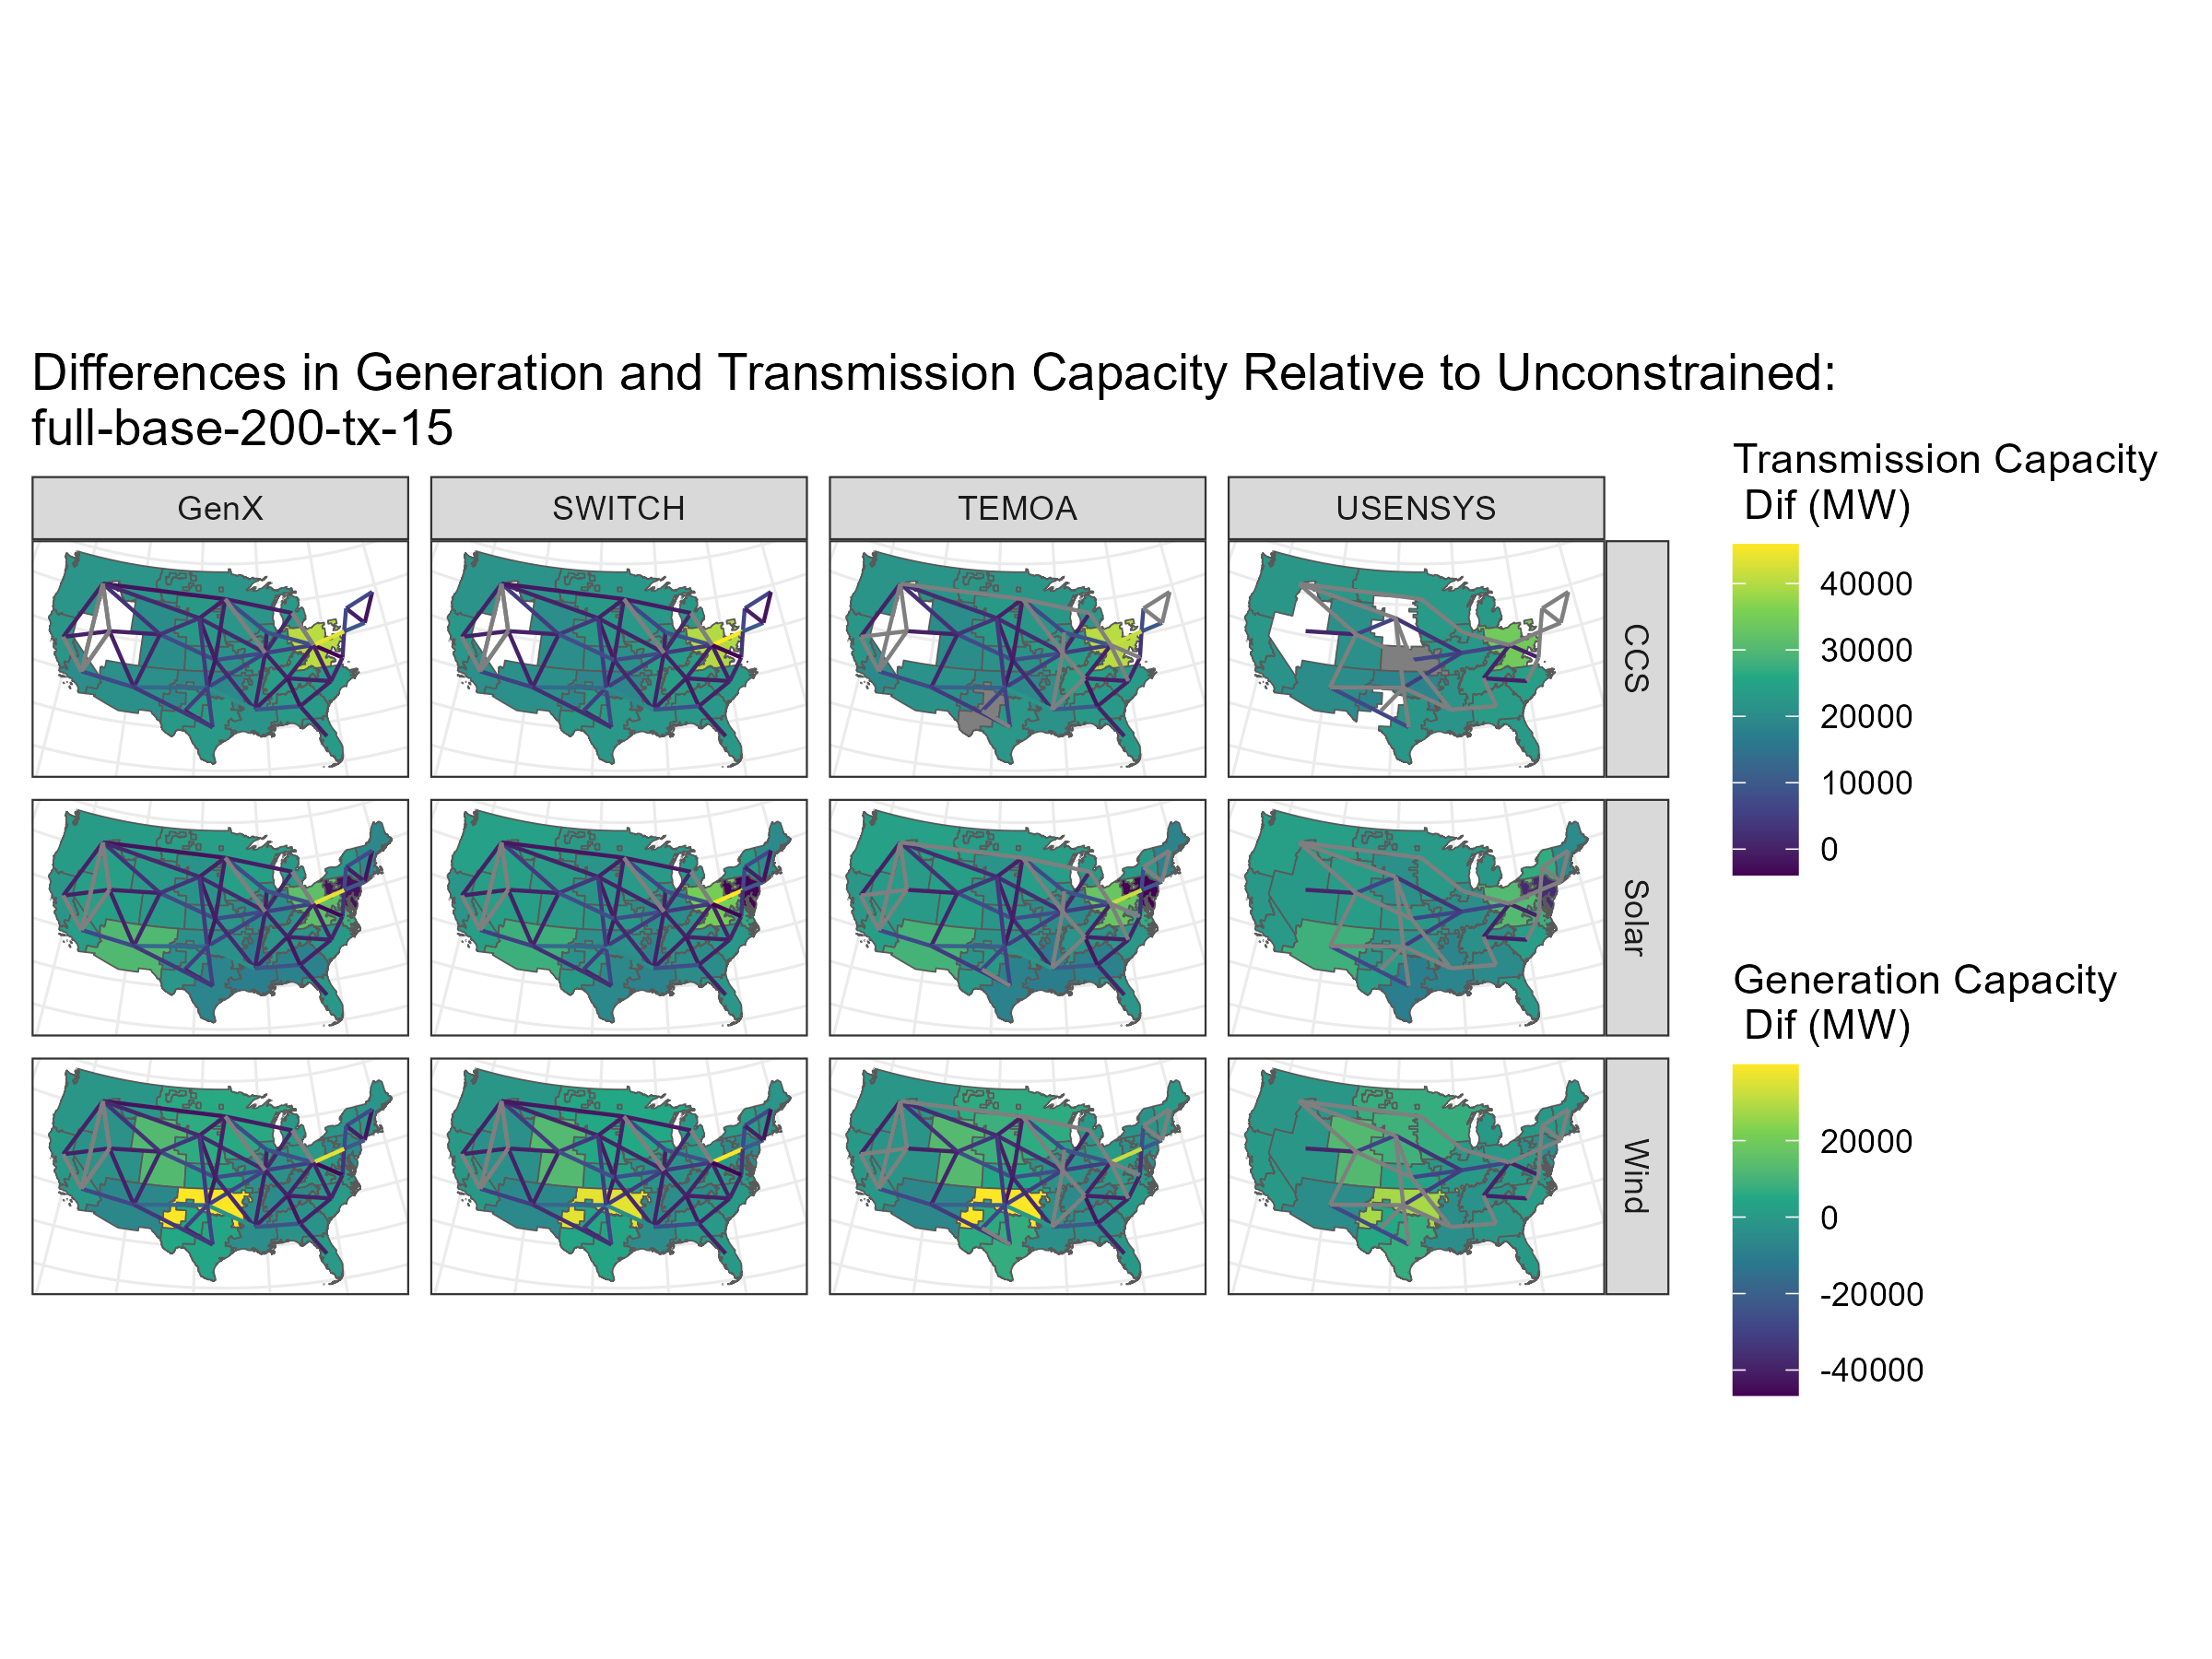 Differences in Generation and Transmission Capacity Relative to Unconstrained:
full-base-200-tx-15
GenX
SWITCH
TEMOA
USENSYS
CCS
Solar
Wind
Transmission Capacity
Dif (MW)
40000
30000
20000
10000
0
Generation Capacity
Dif (MW)
20000
0
-20000
-40000